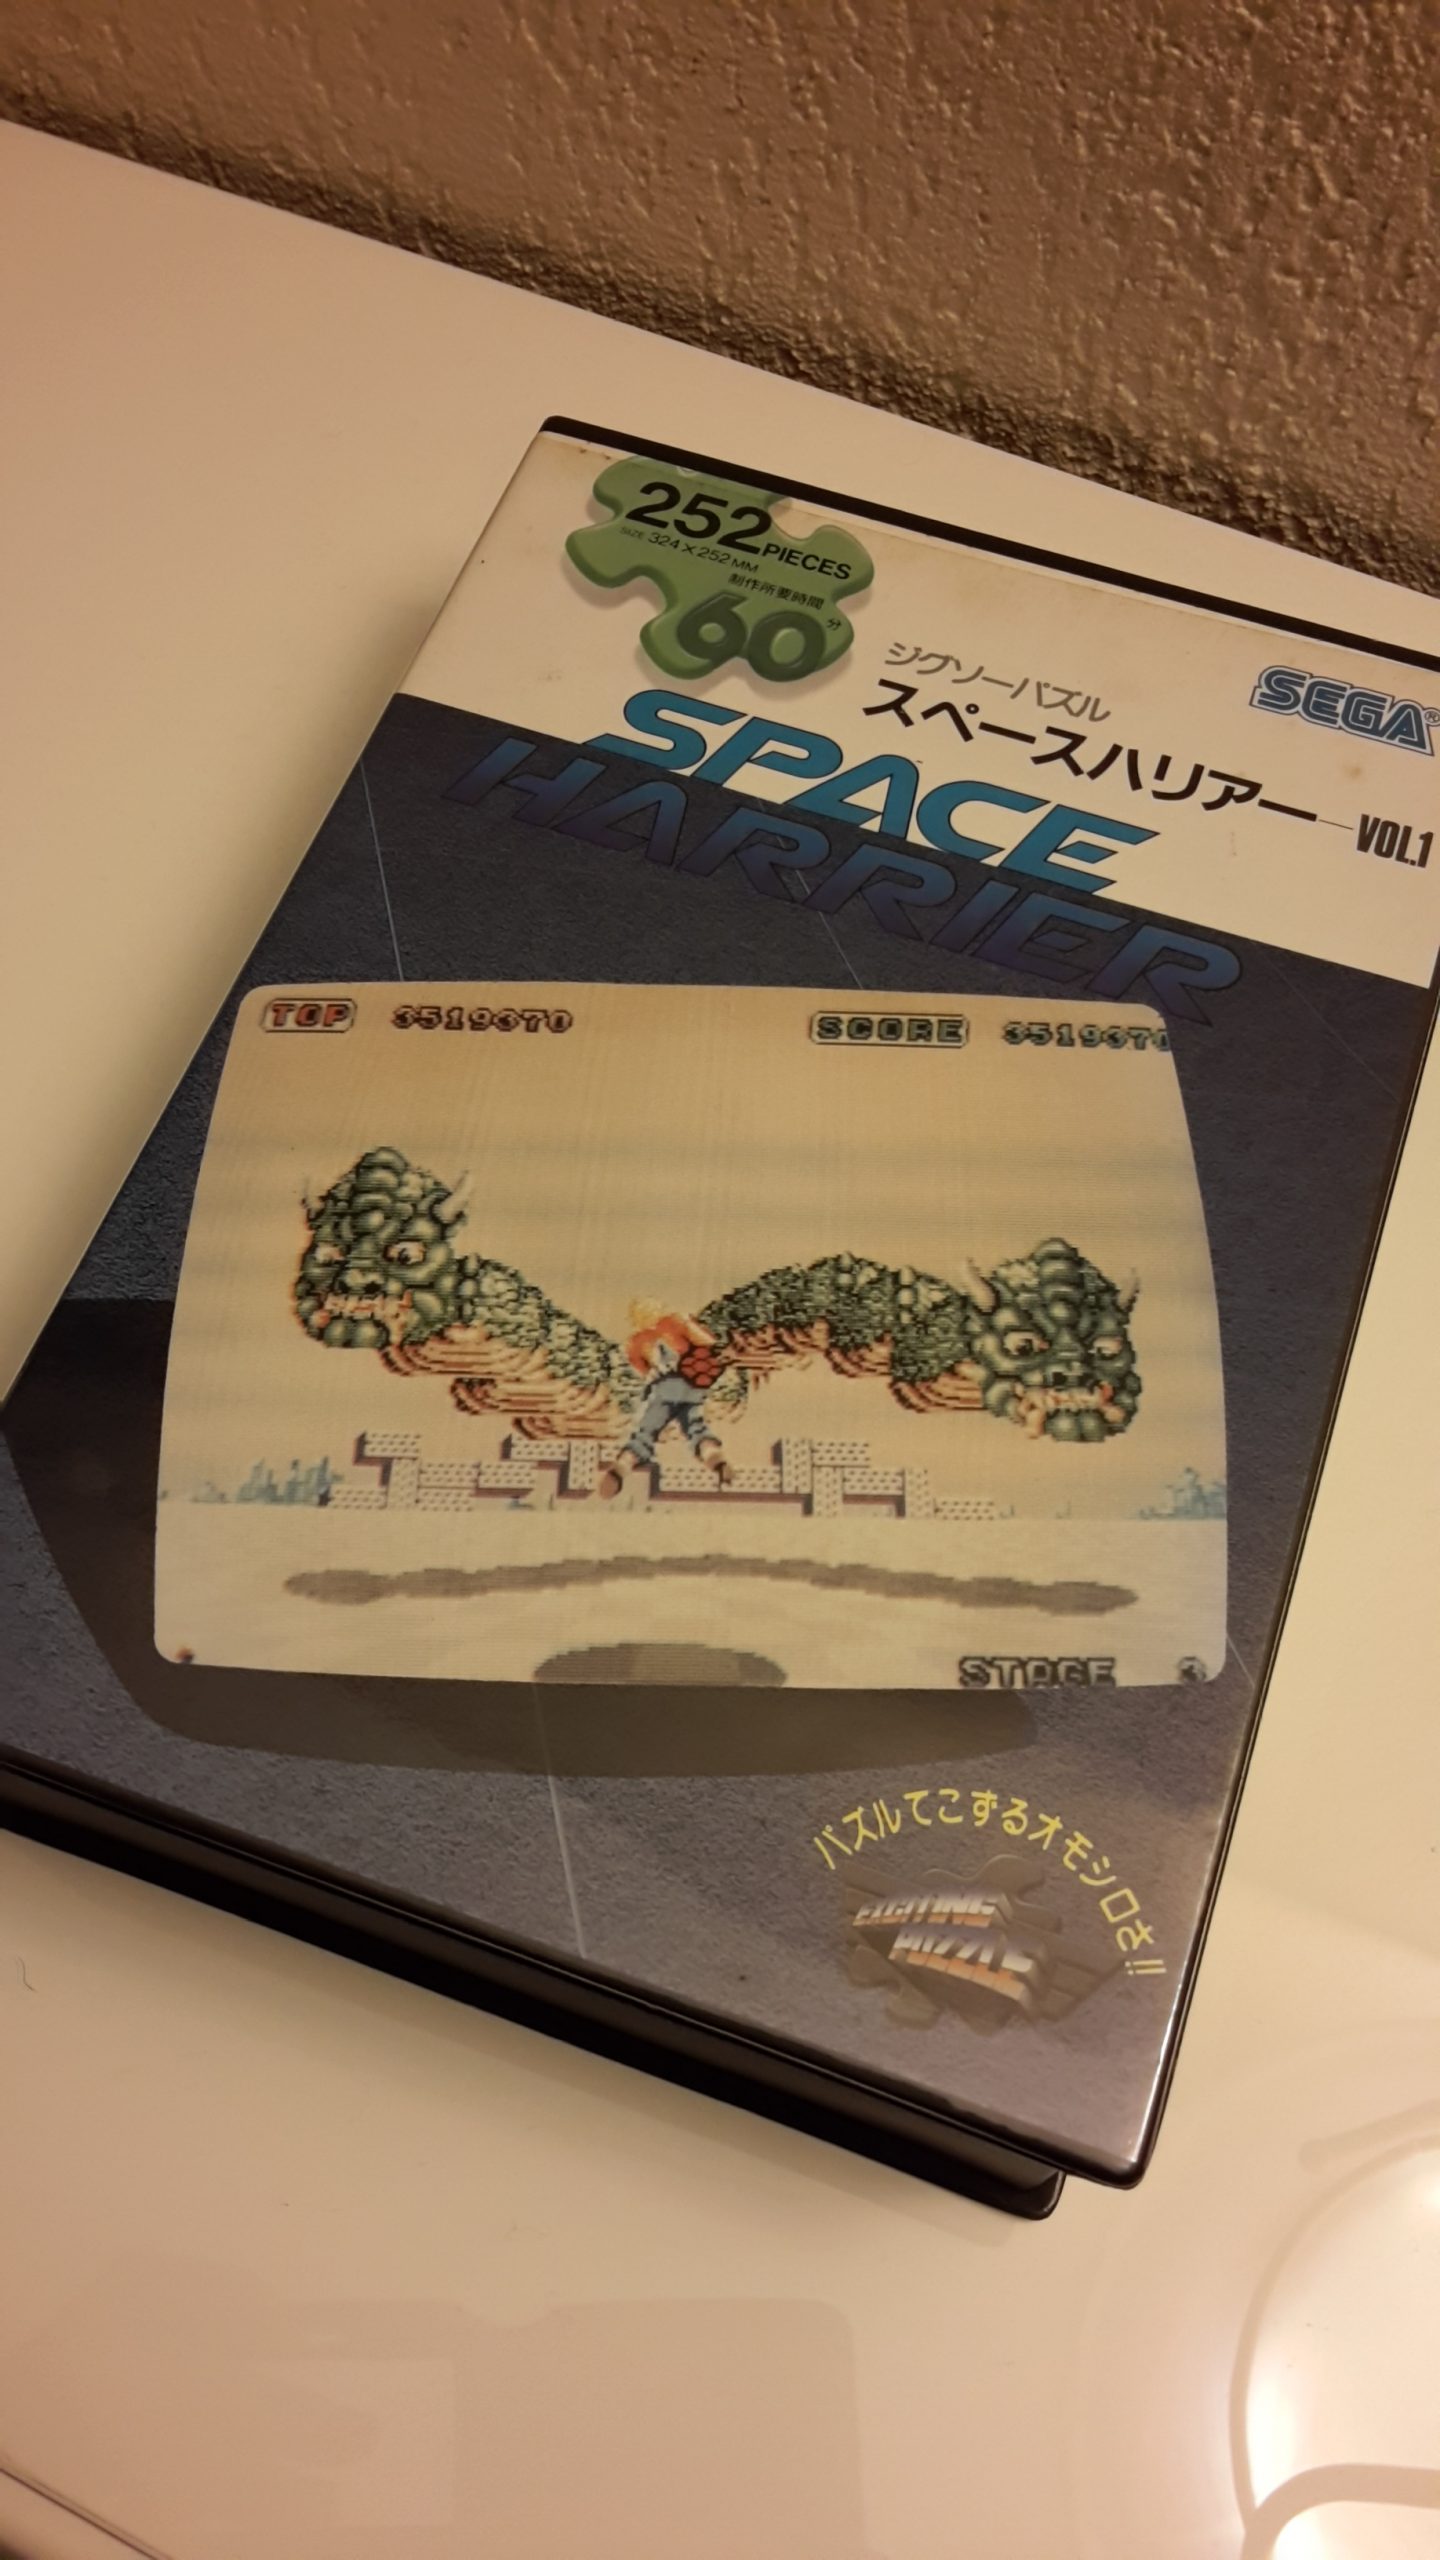 252 PIECES
SIZE 324×252MM
制作所要時間
60分
ジグソーパズル
スペースハリアー VOL.1
SEGA®
SPACE
HARRIER
TOP 3519370 SCORE 3519370
STAGE 3
パズルてこずるオモシロさ!!
EXCITING
PUZZLE